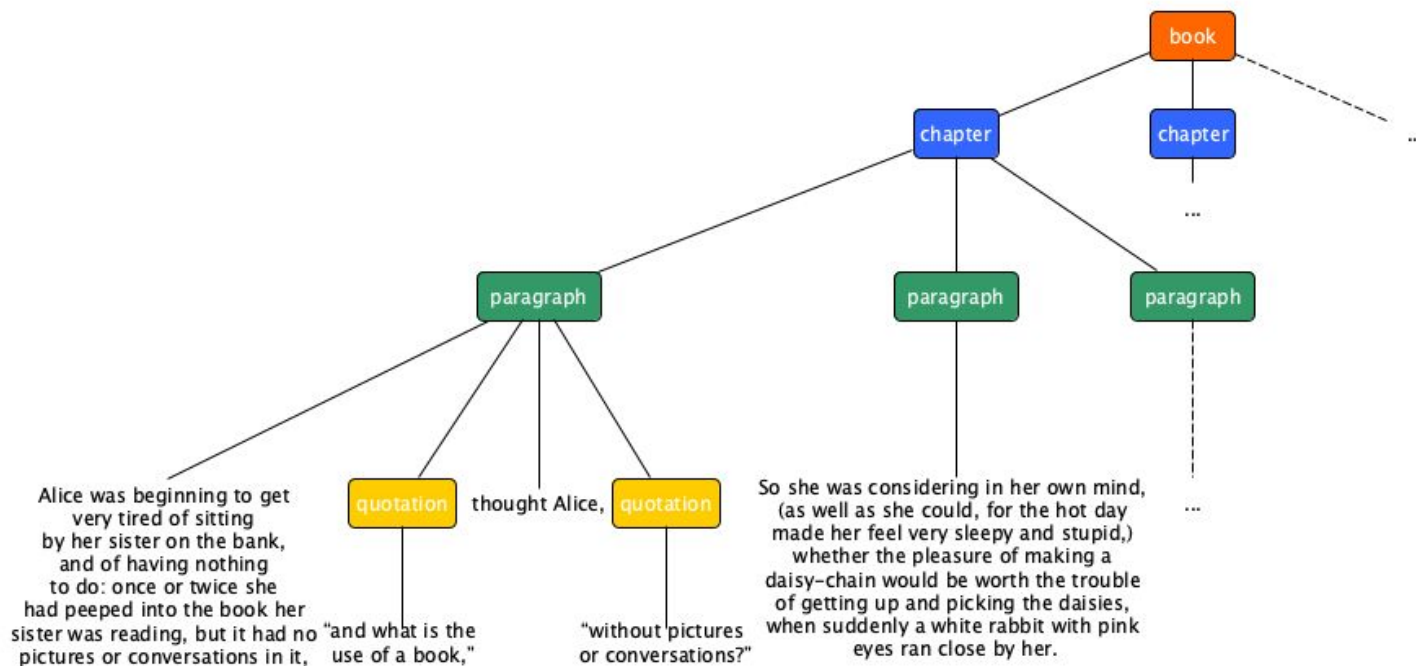 book
chapter
chapter
...
...
paragraph
paragraph
paragraph
Alice was beginning to get
very tired of sitting
by her sister on the bank,
and of having nothing
to do: once or twice she
had peeped into the book her
sister was reading, but it had no
pictures or conversations in it,
quotation
“and what is the
use of a book,”
thought Alice,
quotation
“without pictures
or conversations?”
So she was considering in her own mind,
(as well as she could, for the hot day
made her feel very sleepy and stupid,)
whether the pleasure of making a
daisy-chain would be worth the trouble
of getting up and picking the daisies,
when suddenly a white rabbit with pink
eyes ran close by her.
...